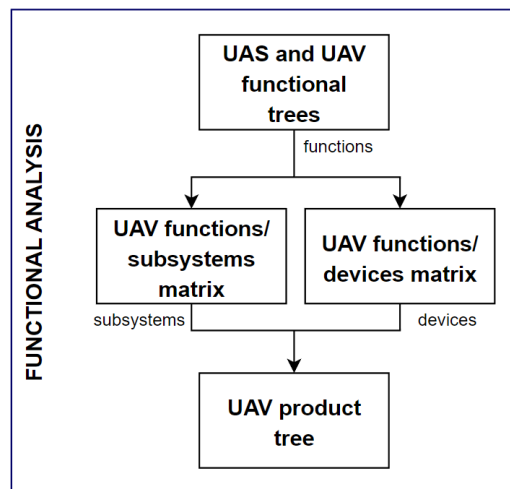 FUNCTIONAL ANALYSIS
UAS and UAV
functional
trees
functions
UAV functions/
subsystems
matrix
UAV functions/
devices matrix
subsystems
devices
UAV product
tree